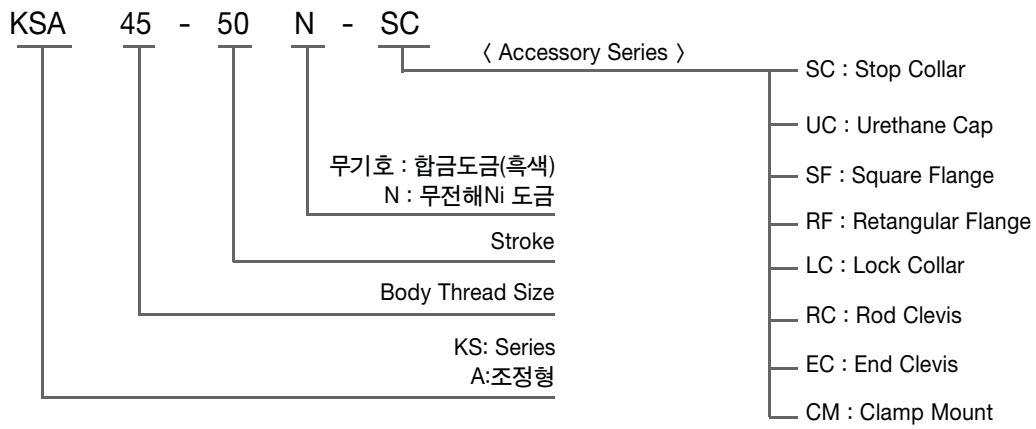 KSA 45 - 50 N - SC
〈 Accessory Series 〉
SC : Stop Collar
UC : Urethane Cap
SF : Square Flange
RF : Retangular Flange
LC : Lock Collar
RC : Rod Clevis
EC : End Clevis
CM : Clamp Mount
무기호 : 합금도금(흑색)
N : 무전해Ni 도금
Stroke
Body Thread Size
KS: Series
A:조정형